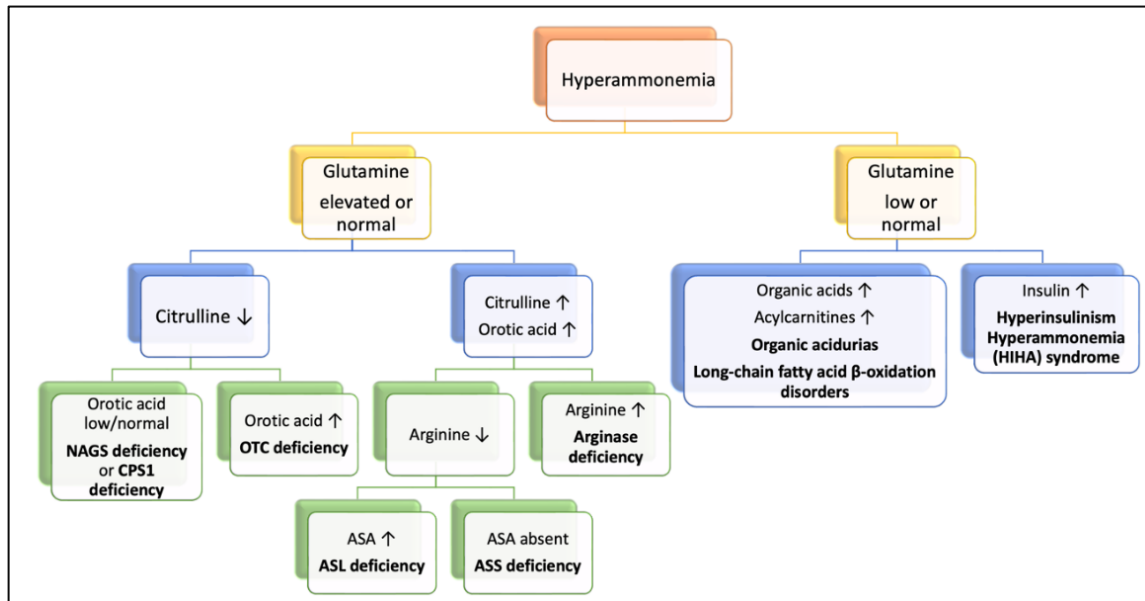 Hyperammonemia
Glutamine
elevated or
normal
Glutamine
low or
normal
Citrulline ↓
Citrulline ↑
Orotic acid ↑
Organic acids ↑
Acylcarnitines ↑
Organic acidurias
Long-chain fatty acid β-oxidation
disorders
Insulin ↑
Hyperinsulinism
Hyperammonemia
(HIHA) syndrome
Orotic acid
low/normal
NAGS deficiency
or CPS1
deficiency
Orotic acid ↑
OTC deficiency
Arginine ↓
Arginine ↑
Arginase
deficiency
ASA ↑
ASL deficiency
ASA absent
ASS deficiency